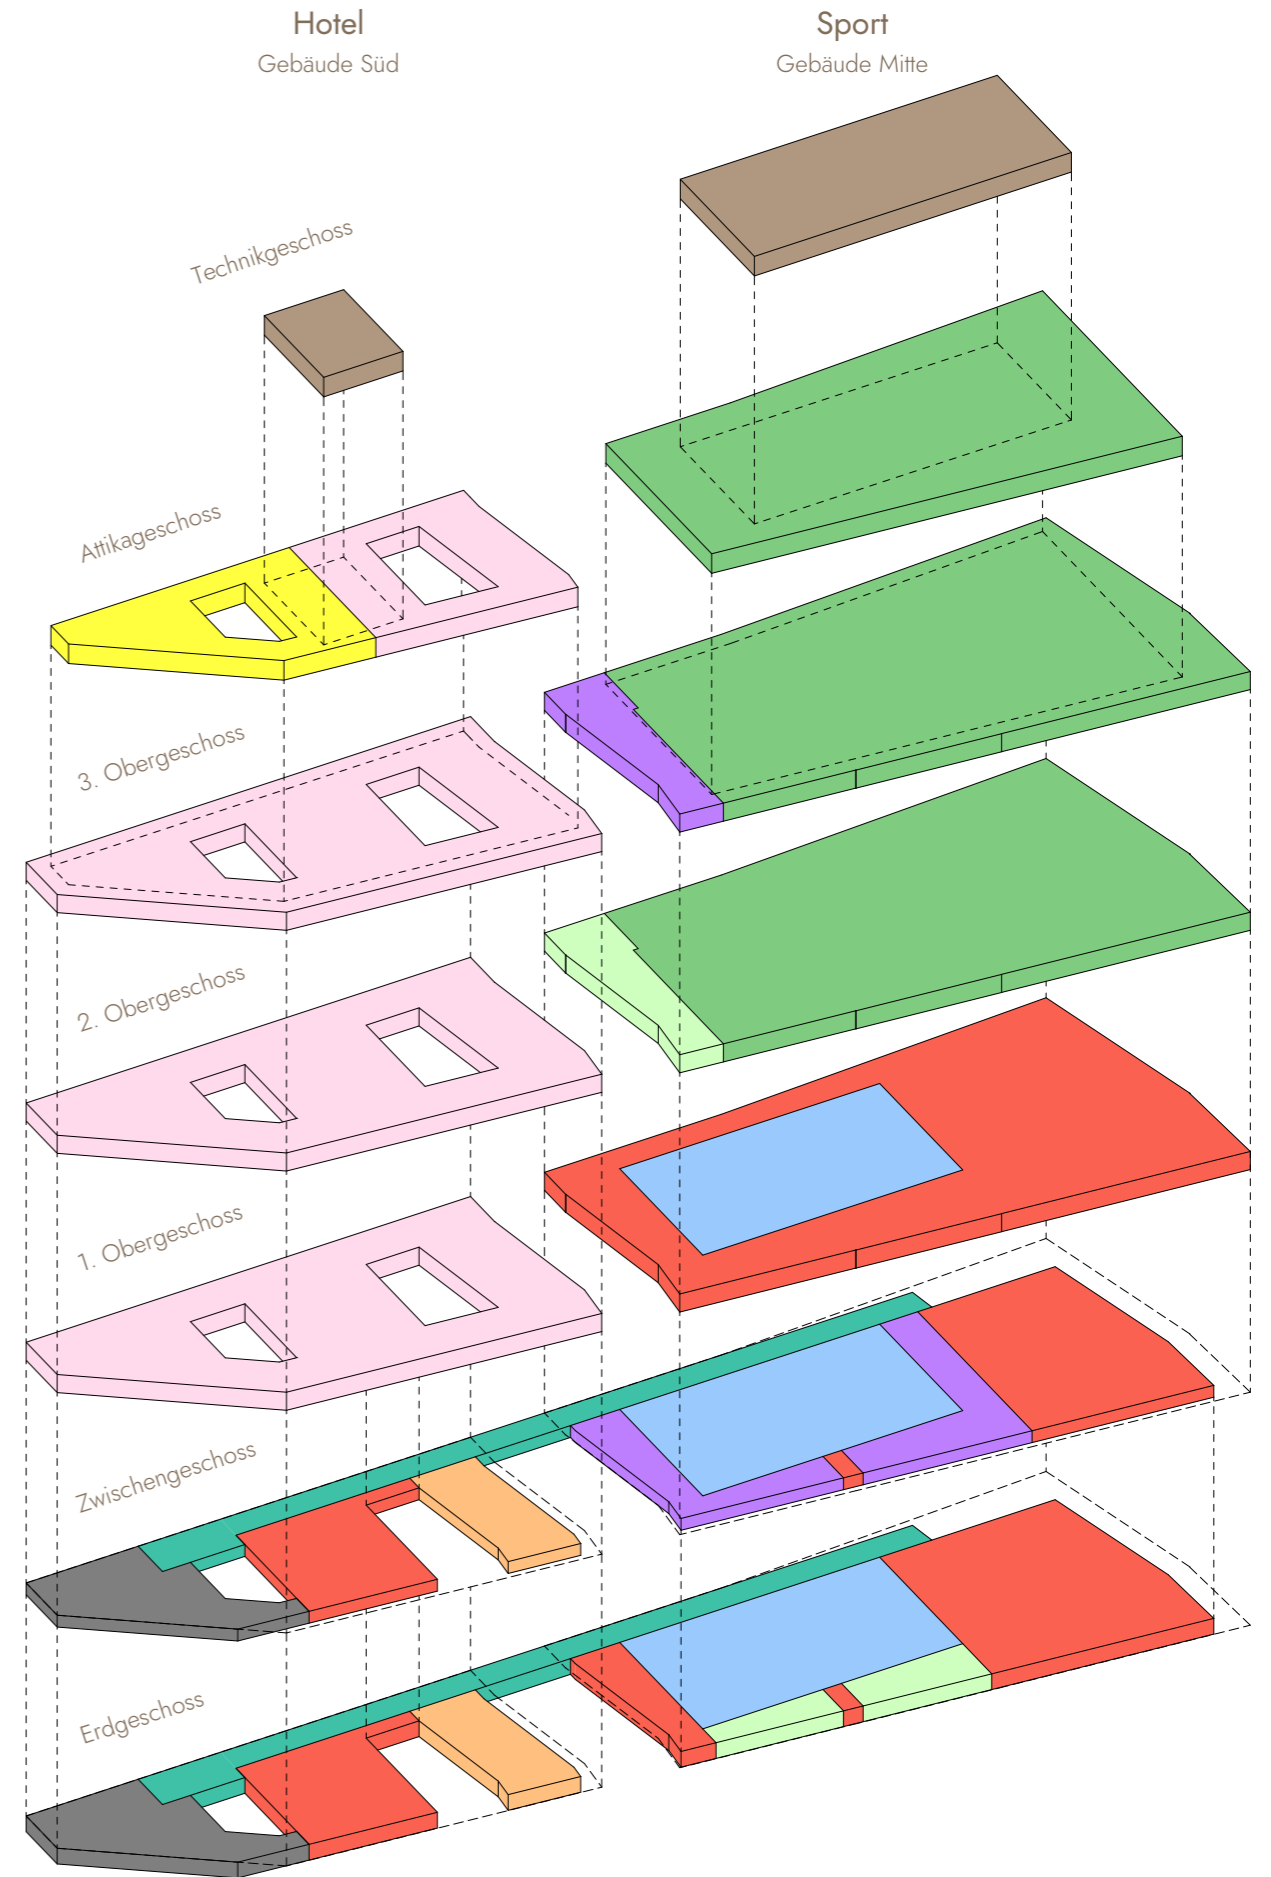 Hotel
Gebäude Süd
Sport
Gebäude Mitte
Technikgeschoss
Attikageschoss
3. Obergeschoss
2. Obergeschoss
1. Obergeschoss
Zwischengeschoss
Erdgeschoss